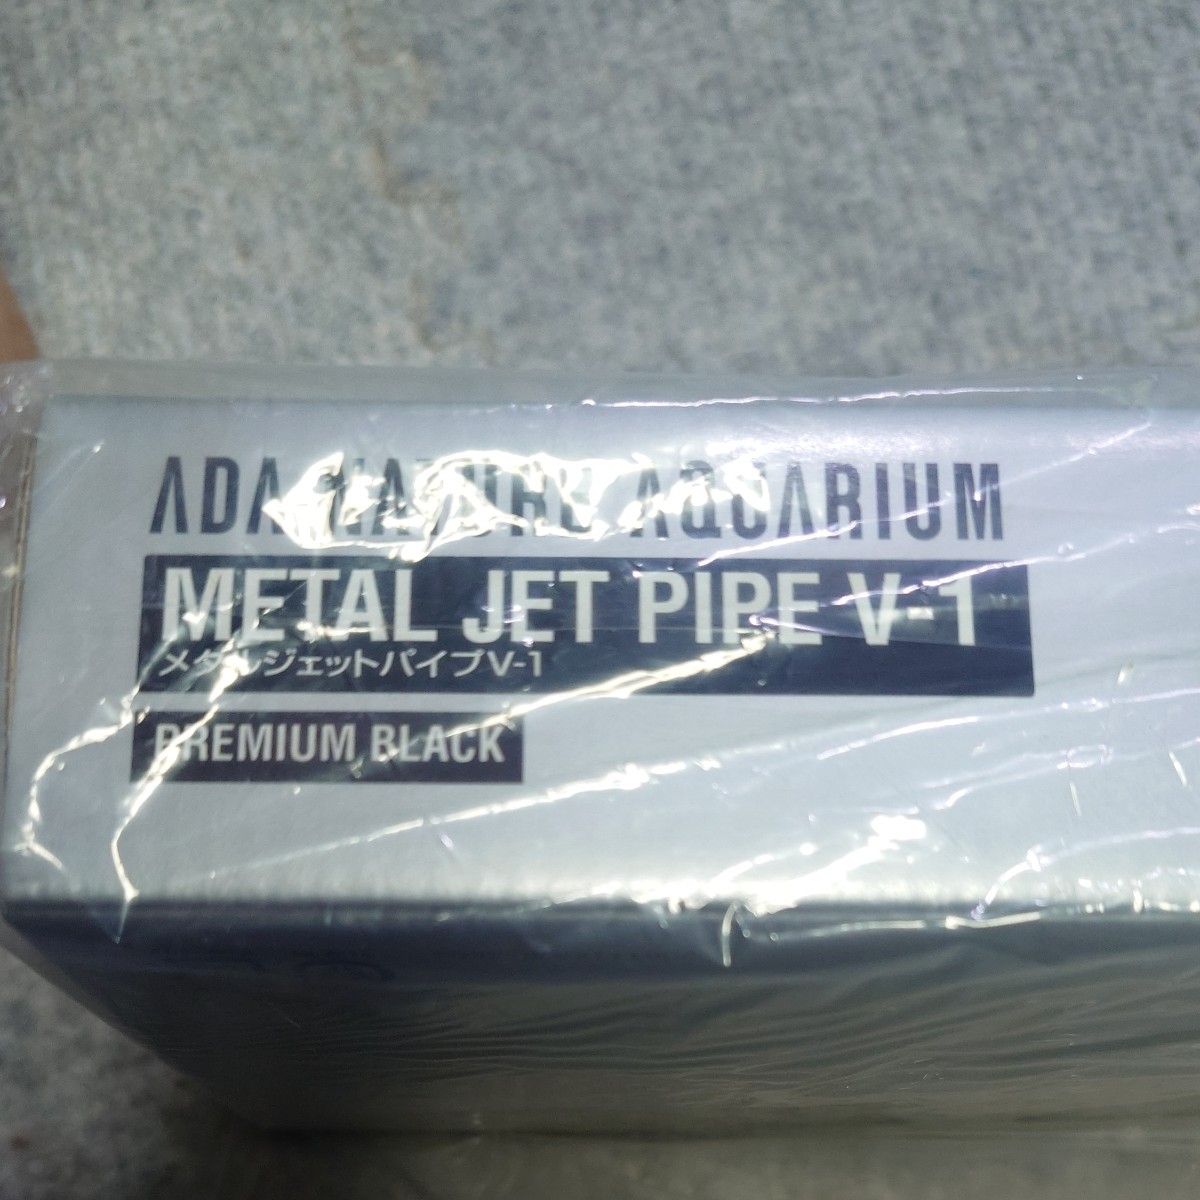 ADA NATURE AQUARIUM
METAL JET PIPE V-1
メタルジェットパイプV-1
PREMIUM BLACK